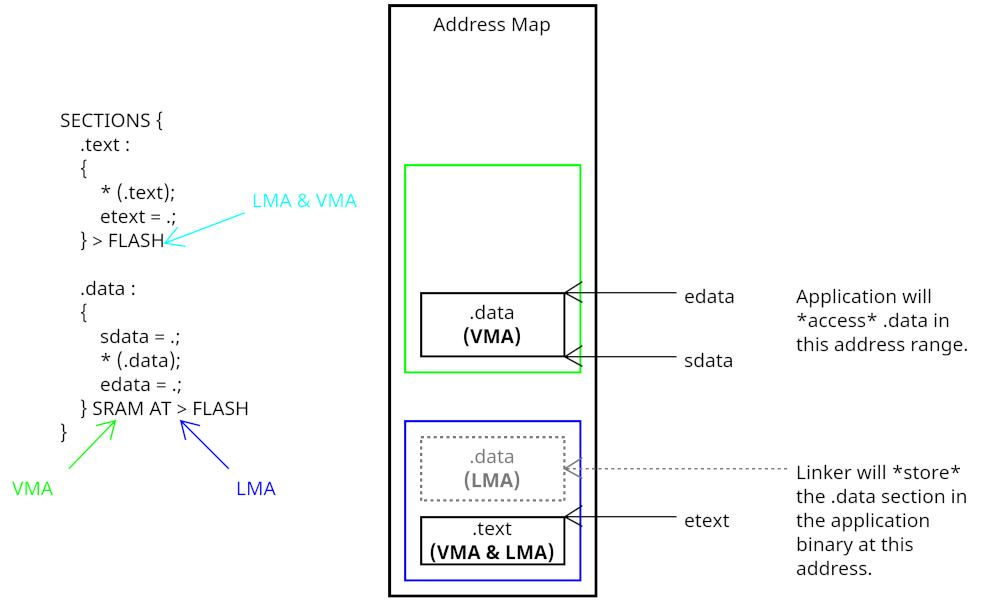 Address Map
SECTIONS {
.text :
{
* (.text);
etext = .;
} > FLASH
LMA & VMA
.data :
{
sdata = .;
* (.data);
edata = .;
} SRAM AT > FLASH
}
VMA
LMA
.data
(VMA)
edata
sdata
Application will
*access* .data in
this address range.
.data
(LMA)
.text
(VMA & LMA)
etext
Linker will *store*
the .data section in
the application
binary at this
address.